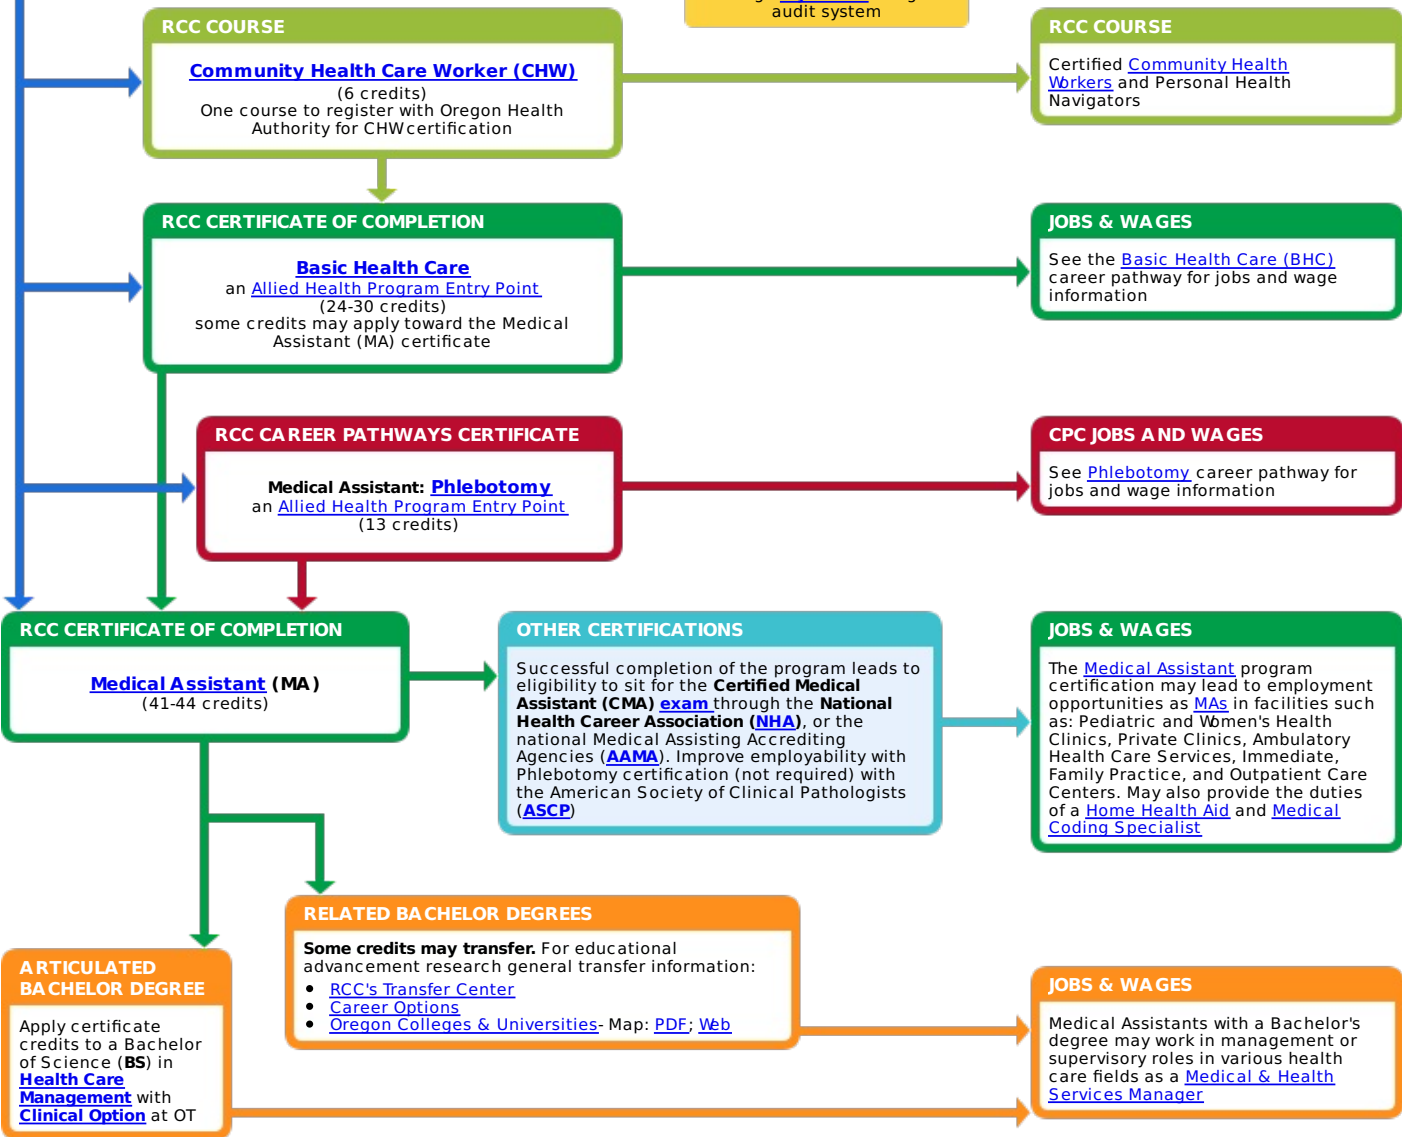 audit system
RCC COURSE
Community Health Care Worker (CHW)
(6 credits)
One course to register with Oregon Health
Authority for CHW certification
RCC COURSE
Certified Community Health
Workers and Personal Health
Navigators
RCC CERTIFICATE OF COMPLETION
Basic Health Care
an Allied Health Program Entry Point
(24-30 credits)
some credits may apply toward the Medical
Assistant (MA) certificate
JOBS & WAGES
See the Basic Health Care (BHC)
career pathway for jobs and wage
information
RCC CAREER PATHWAYS CERTIFICATE
Medical Assistant: Phlebotomy
an Allied Health Program Entry Point
(13 credits)
CPC JOBS AND WAGES
See Phlebotomy career pathway for
jobs and wage information
RCC CERTIFICATE OF COMPLETION
Medical Assistant (MA)
(41-44 credits)
OTHER CERTIFICATIONS
Successful completion of the program leads to
eligibility to sit for the Certified Medical
Assistant (CMA) exam through the National
Health Career Association (NHA), or the
national Medical Assisting Accrediting
Agencies (AAMA). Improve employability with
Phlebotomy certification (not required) with
the American Society of Clinical Pathologists
(ASCP)
JOBS & WAGES
The Medical Assistant program
certification may lead to employment
opportunities as MAs in facilities such
as: Pediatric and Women's Health
Clinics, Private Clinics, Ambulatory
Health Care Services, Immediate,
Family Practice, and Outpatient Care
Centers. May also provide the duties
of a Home Health Aid and Medical
Coding Specialist
RELATED BACHELOR DEGREES
Some credits may transfer. For educational
advancement research general transfer information:
• RCC's Transfer Center
• Career Options
• Oregon Colleges & Universities- Map: PDF; Web
ARTICULATED
BACHELOR DEGREE
Apply certificate
credits to a Bachelor
of Science (BS) in
Health Care
Management with
Clinical Option at OT
JOBS & WAGES
Medical Assistants with a Bachelor's
degree may work in management or
supervisory roles in various health
care fields as a Medical & Health
Services Manager